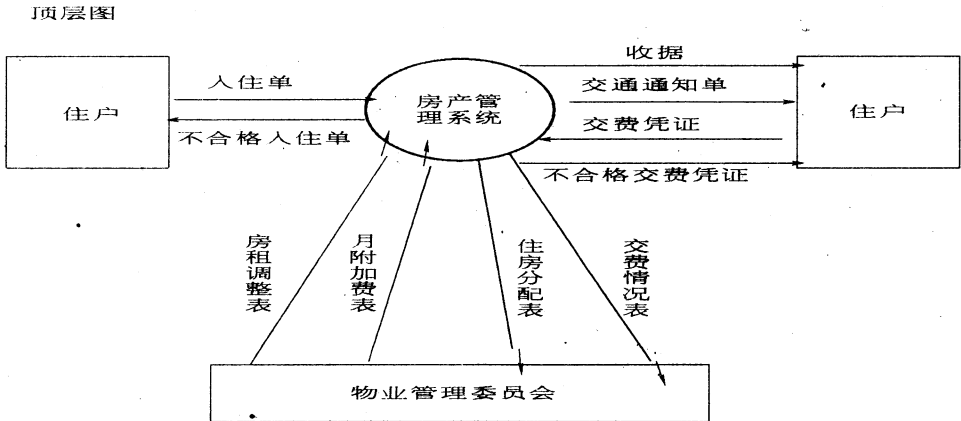 顶层图
住户
入住单
不合格入住单
房产管
理系统
收据
交通通知单
交费凭证
不合格交费凭证
住户
房租调整表
月附加费表
住房分配表
交费情况表
物业管理委员会